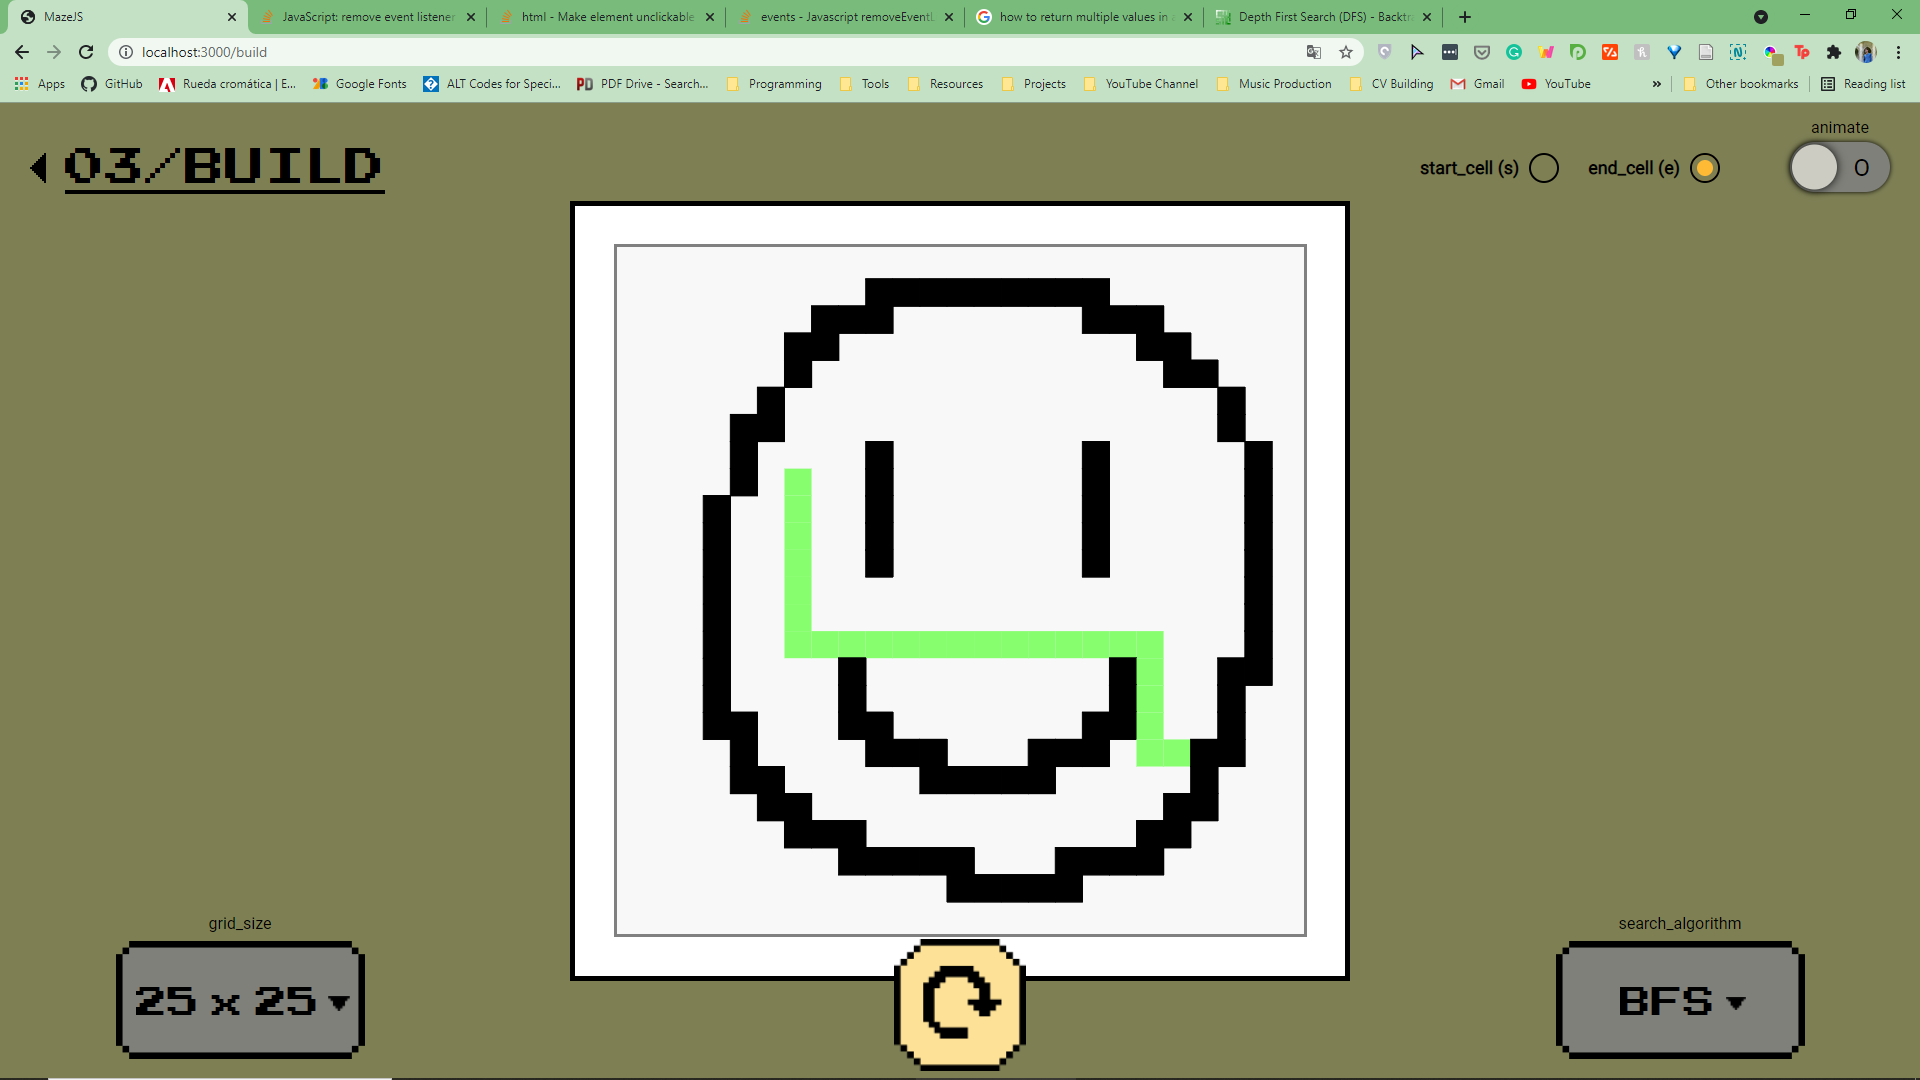 MazeJS
JavaScript: remove event listener
html - Make element unclickable
events - Javascript removeEventL
how to return multiple values in
Depth First Search (DFS) - Backtr
localhost:3000/build
Apps GitHub Rueda cromática | E... Google Fonts ALT Codes for Speci... PDF Drive - Search... Programming Tools Resources Projects YouTube Channel Music Production CV Building Gmail YouTube » Other bookmarks Reading list
03/BUILD
start_cell (s)
end_cell (e)
animate
0
grid_size
25 x 25
search_algorithm
BFS